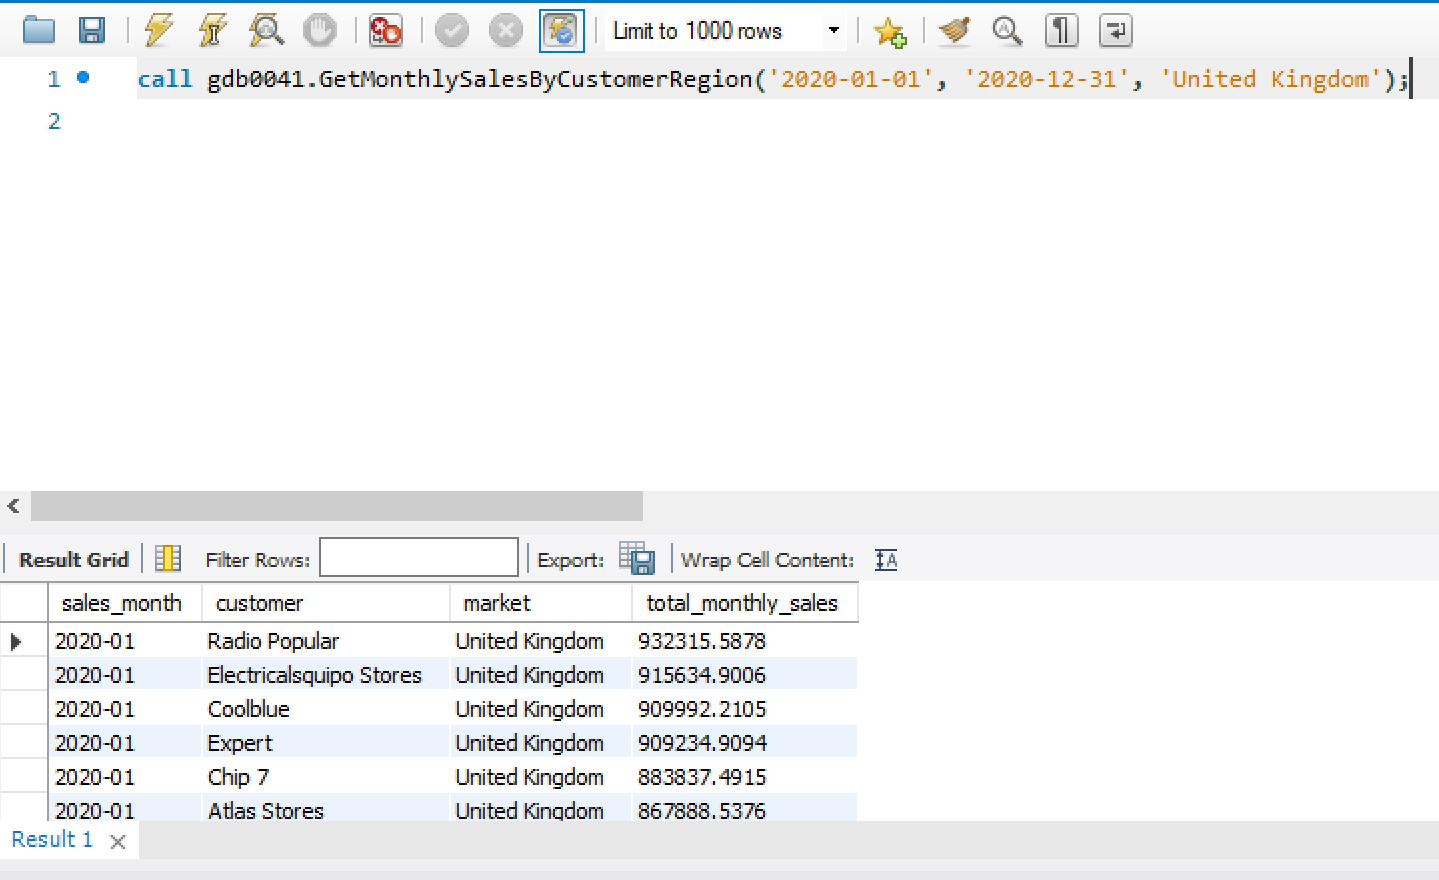 Limit to 1000 rows
1 call gdb0041.GetMonthlySalesByCustomerRegion('2020-01-01', '2020-12-31', 'United Kingdom');
2
Result Grid Filter Rows: Export: Wrap Cell Content:
sales_month customer market total_monthly_sales
2020-01 Radio Popular United Kingdom 932315.5878
2020-01 Electricalsquipo Stores United Kingdom 915634.9006
2020-01 Coolblue United Kingdom 909992.2105
2020-01 Expert United Kingdom 909234.9094
2020-01 Chip 7 United Kingdom 883837.4915
2020-01 Atlas Stores United Kingdom 867888.5376
Result 1